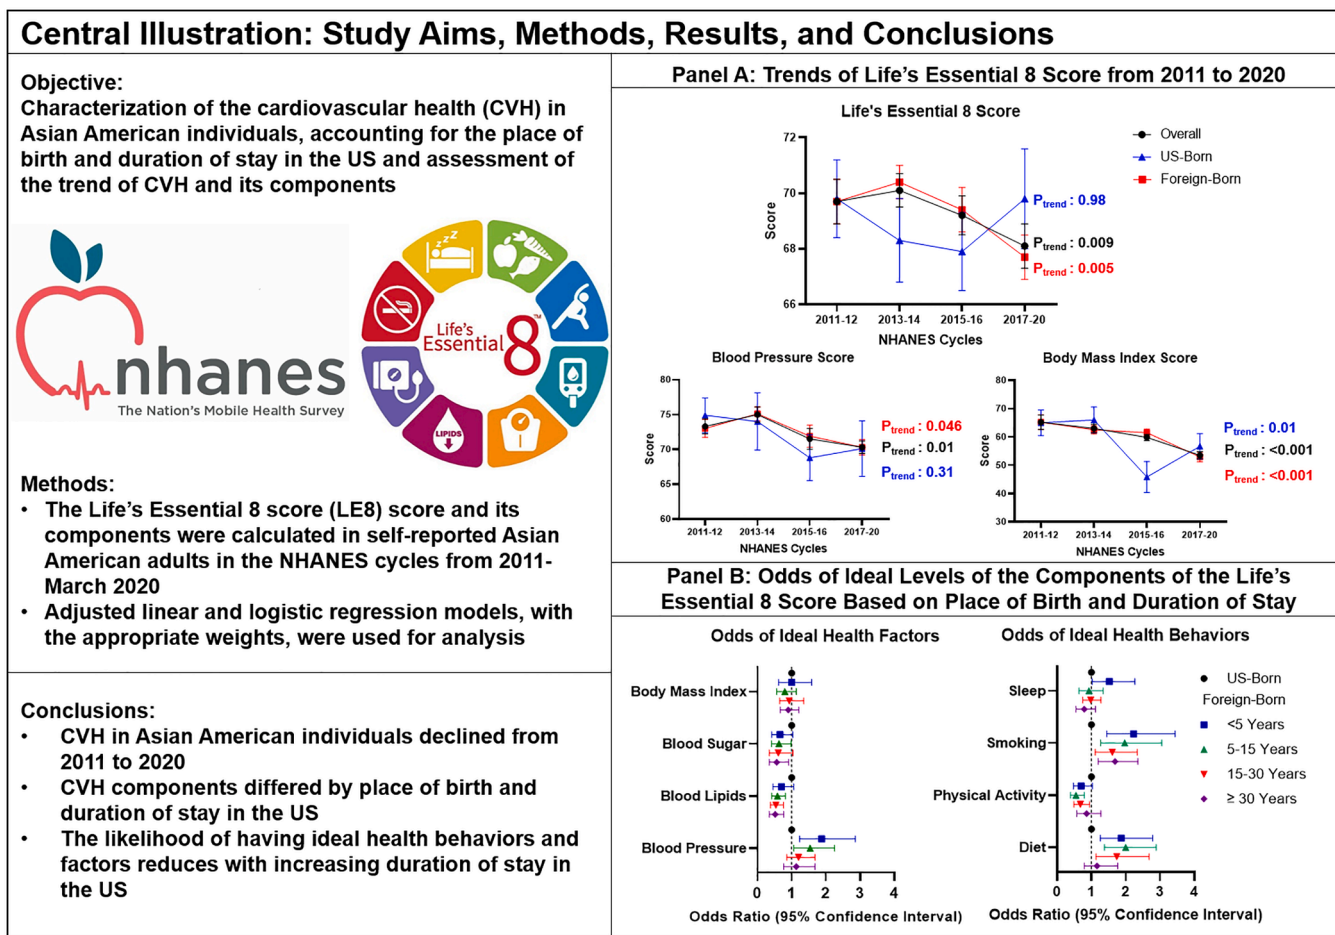 Central Illustration: Study Aims, Methods, Results, and Conclusions
Objective:
Characterization of the cardiovascular health (CVH) in
Asian American individuals, accounting for the place of
birth and duration of stay in the US and assessment of
the trend of CVH and its components
nhanes
The Nation's Mobile Health Survey
Life's
Essential 8™
LIPIDS
zzz
Methods:
• The Life's Essential 8 score (LE8) score and its
components were calculated in self-reported Asian
American adults in the NHANES cycles from 2011-
March 2020
• Adjusted linear and logistic regression models, with
the appropriate weights, were used for analysis
Conclusions:
• CVH in Asian American individuals declined from
2011 to 2020
• CVH components differed by place of birth and
duration of stay in the US
• The likelihood of having ideal health behaviors and
factors reduces with increasing duration of stay in
the US
Panel A: Trends of Life's Essential 8 Score from 2011 to 2020
Life's Essential 8 Score
72
70
68
66
Score
2011-12 2013-14 2015-16 2017-20
NHANES Cycles
Overall
US-Born
Foreign-Born
Ptrend : 0.98
Ptrend : 0.009
Ptrend : 0.005
Blood Pressure Score
80
75
70
65
60
Score
2011-12 2013-14 2015-16 2017-20
NHANES Cycles
Ptrend : 0.046
Ptrend : 0.01
Ptrend : 0.31
Body Mass Index Score
80
70
60
50
40
30
Score
2011-12 2013-14 2015-16 2017-20
NHANES Cycles
Ptrend : 0.01
Ptrend : <0.001
Ptrend : <0.001
Panel B: Odds of Ideal Levels of the Components of the Life's
Essential 8 Score Based on Place of Birth and Duration of Stay
Odds of Ideal Health Factors
Body Mass Index
Blood Sugar
Blood Lipids
Blood Pressure
0 1 2 3 4
Odds Ratio (95% Confidence Interval)
Odds of Ideal Health Behaviors
Sleep
Smoking
Physical Activity
Diet
0 1 2 3 4
Odds Ratio (95% Confidence Interval)
US-Born
Foreign-Born
<5 Years
5-15 Years
15-30 Years
≥ 30 Years